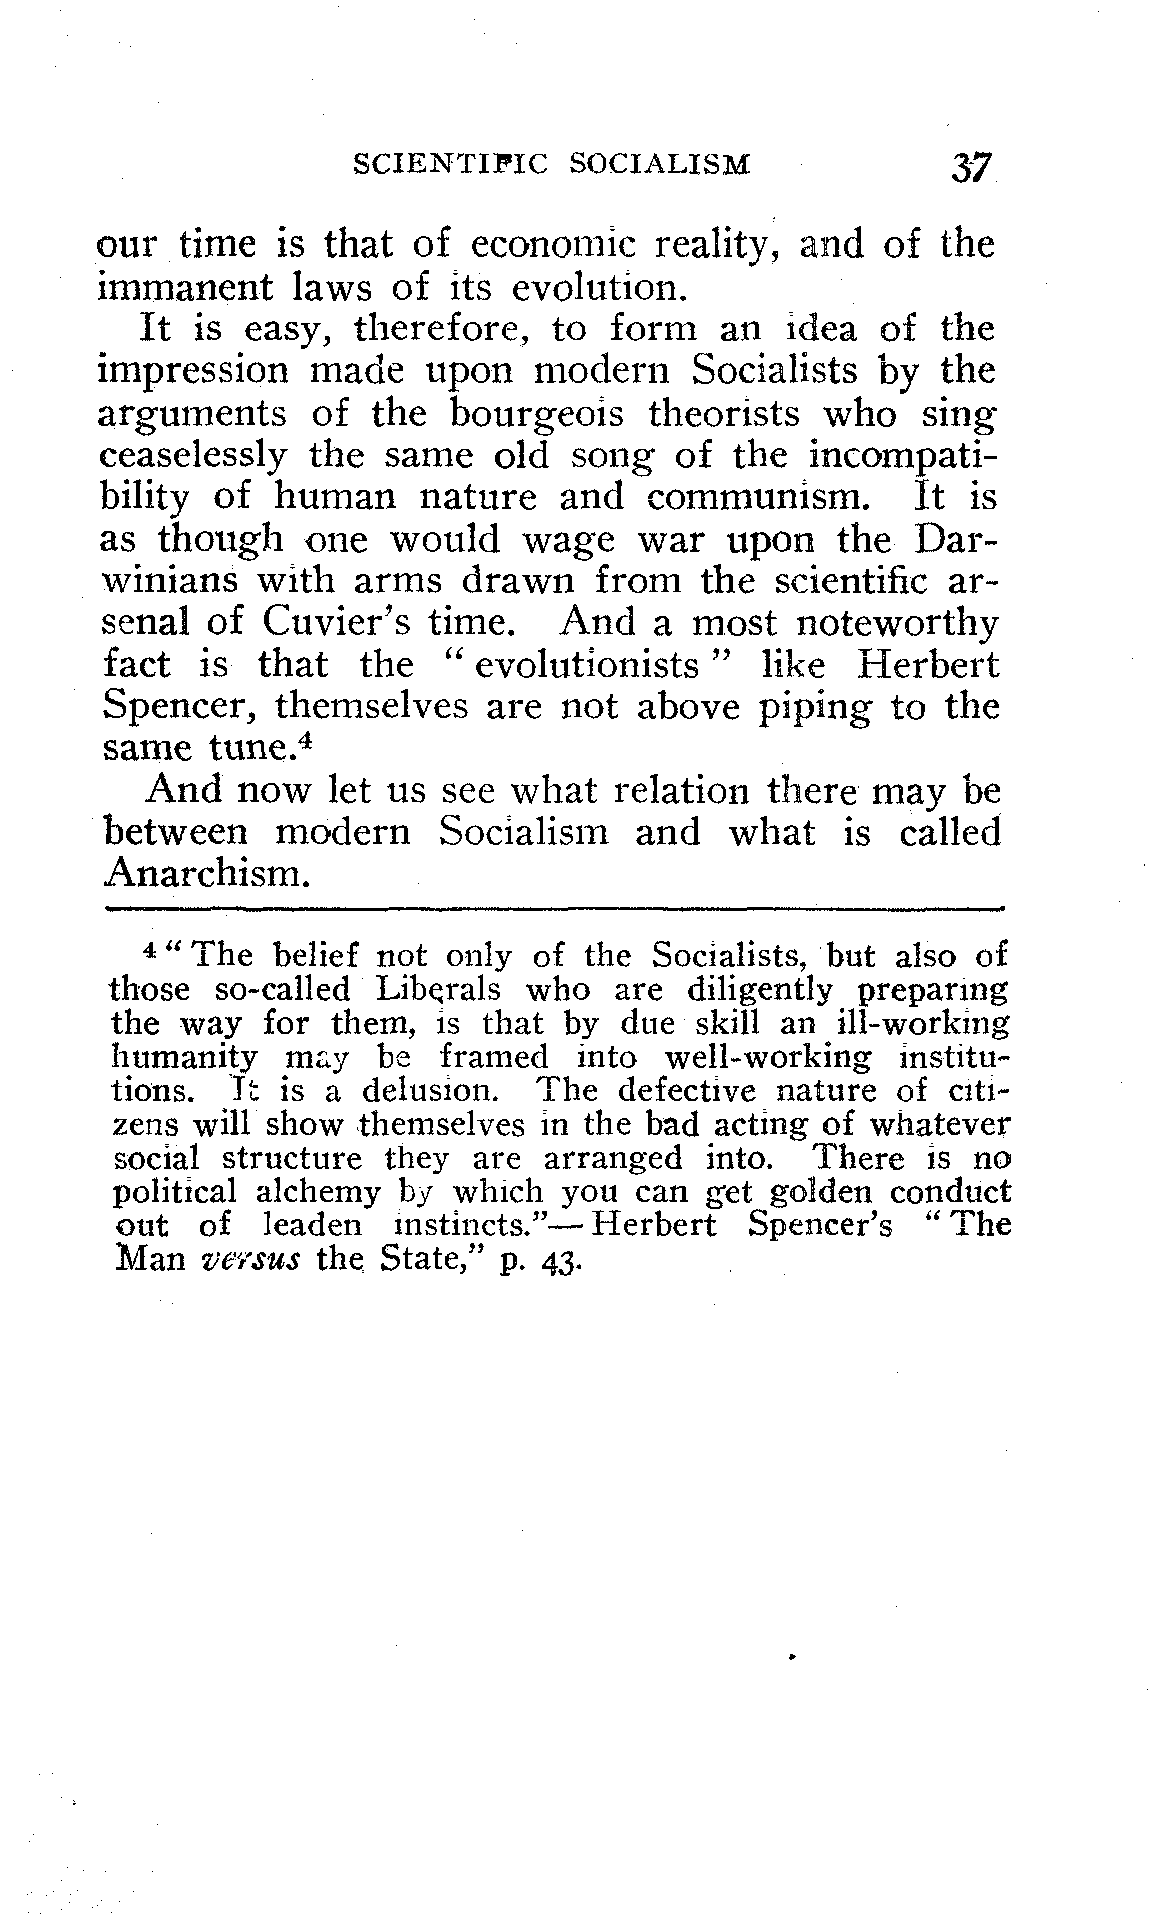 SCIENTIFIC SOCIALISM 37
our time is that of economic reality, and of the
immanent laws of its evolution.
It is easy, therefore, to form an idea of the
impression made upon modern Socialists by the
arguments of the bourgeois theorists who sing
ceaselessly the same old song of the incompati-
bility of human nature and communism. It is
as though one would wage war upon the Dar-
winians with arms drawn from the scientific ar-
senal of Cuvier's time. And a most noteworthy
fact is that the “ evolutionists ” like Herbert
Spencer, themselves are not above piping to the
same tune.⁴
And now let us see what relation there may be
between modern Socialism and what is called
Anarchism.
⁴ “ The belief not only of the Socialists, but also of
those so-called Liberals who are diligently preparing
the way for them, is that by due skill an ill-working
humanity may be framed into well-working institu-
tions. It is a delusion. The defective nature of citi-
zens will show themselves in the bad acting of whatever
social structure they are arranged into. There is no
political alchemy by which you can get golden conduct
out of leaden instincts.”— Herbert Spencer's “ The
Man versus the State,” p. 43.